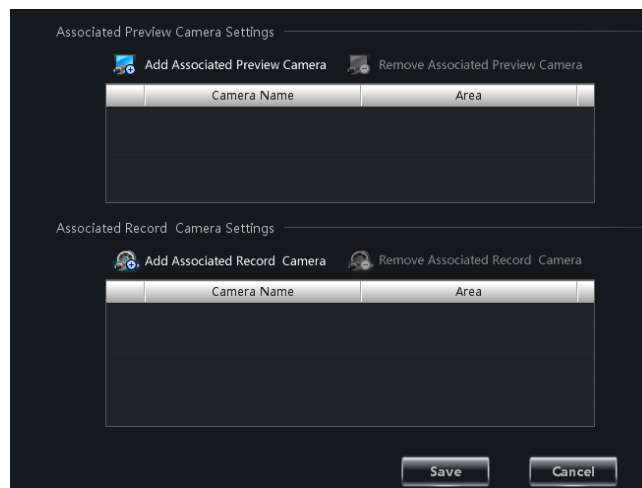 Associated Preview Camera Settings
Add Associated Preview Camera Remove Associated Preview Camera
Camera Name Area
Associated Record Camera Settings
Add Associated Record Camera Remove Associated Record Camera
Camera Name Area
Save Cancel